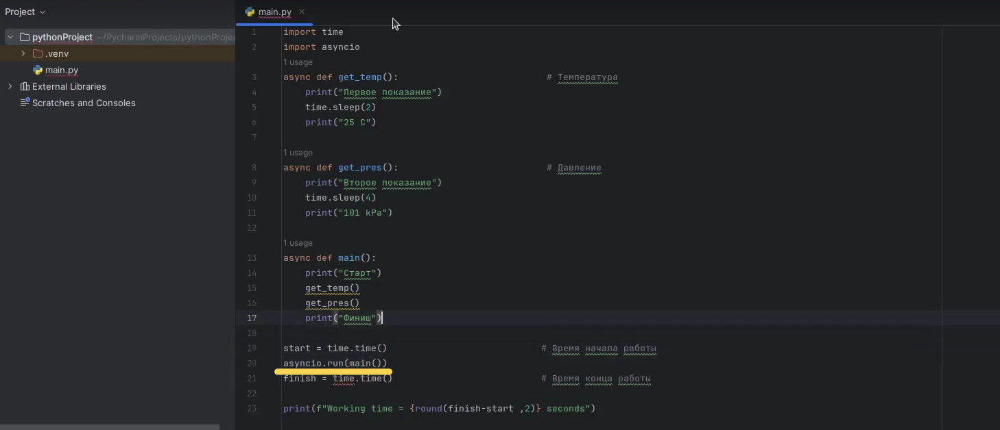 Project
main.py
pythonProject ~/PycharmProjects/pythonProje
.venv
main.py
External Libraries
Scratches and Consoles
1 import time
2 import asyncio
1 usage
3 async def get_temp(): # Температура
4 print("Первое показание")
5 time.sleep(2)
6 print("25 C")
7
1 usage
8 async def get_pres(): # Давление
9 print("Второе показание")
10 time.sleep(4)
11 print("101 kPa")
12
1 usage
13 async def main():
14 print("Старт")
15 get_temp()
16 get_pres()
17 print("Финиш")
18
19 start = time.time() # Время начала работы
20 asyncio.run(main())
21 finish = time.time() # Время конца работы
22
23 print(f"Working time = {round(finish-start ,2)} seconds")